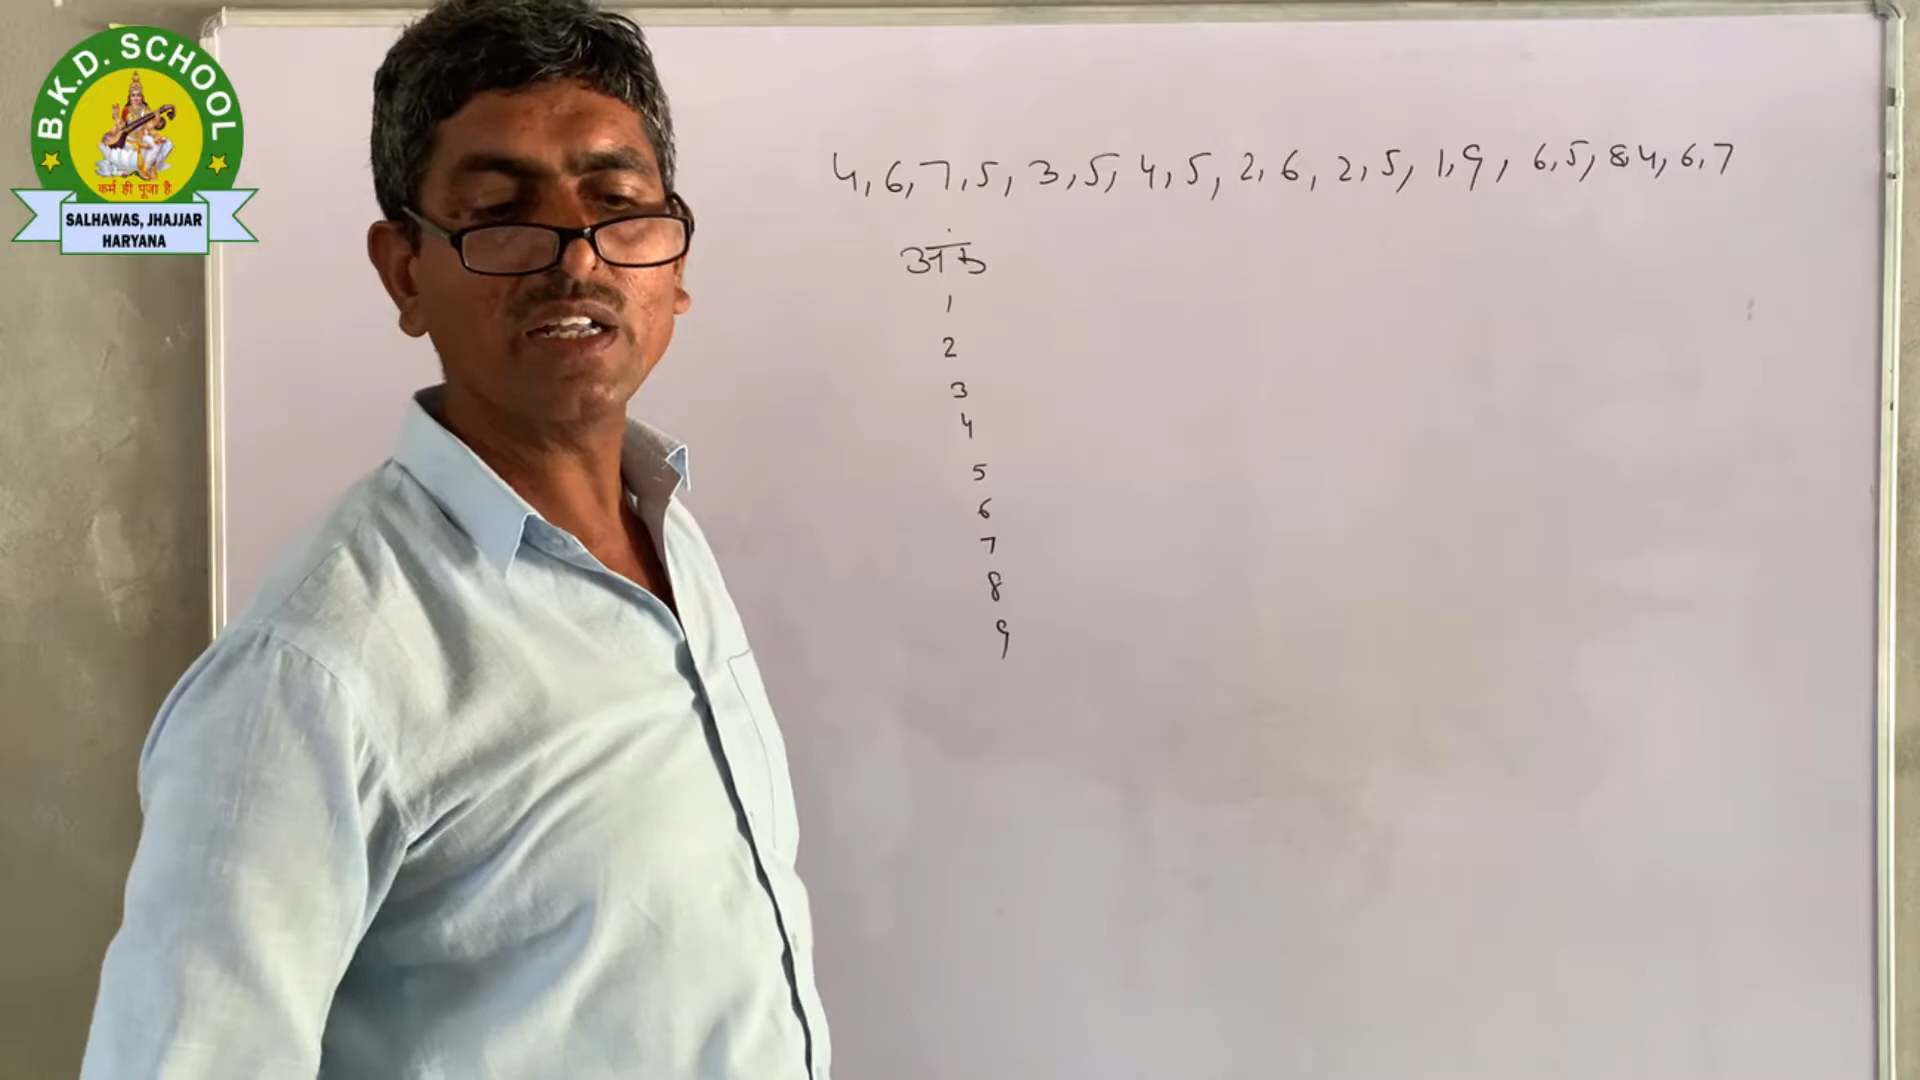 B.K.D. SCHOOL
कर्म ही पूजा है
SALHAWAS, JHAJJAR
HARYANA
4, 6, 7, 5, 3, 5, 4, 5, 2, 6, 2, 5, 1, 9, 6, 5, 8, 4, 6, 7
अंक
1
2
3
4
5
6
7
8
9